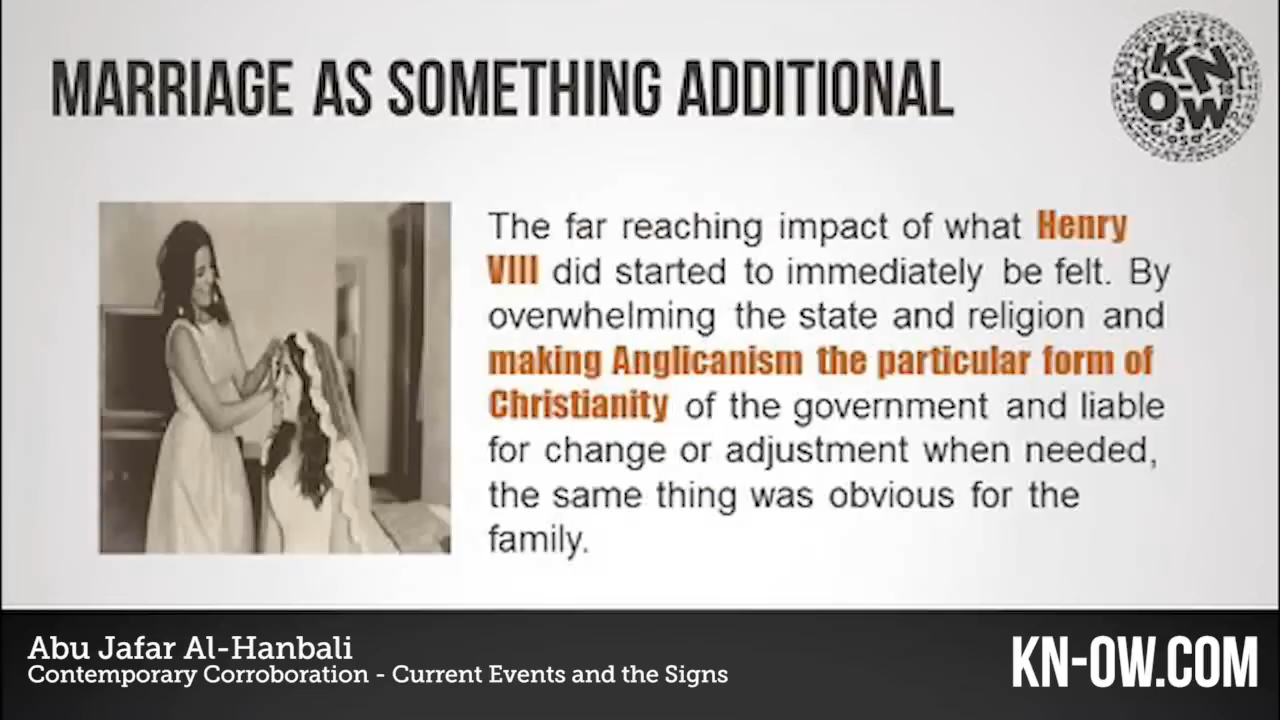 MARRIAGE AS SOMETHING ADDITIONAL
KN
OW
The far reaching impact of what Henry
VIII did started to immediately be felt. By
overwhelming the state and religion and
making Anglicanism the particular form of
Christianity of the government and liable
for change or adjustment when needed,
the same thing was obvious for the
family.
Abu Jafar Al-Hanbali
Contemporary Corroboration - Current Events and the Signs
KN-OW.COM